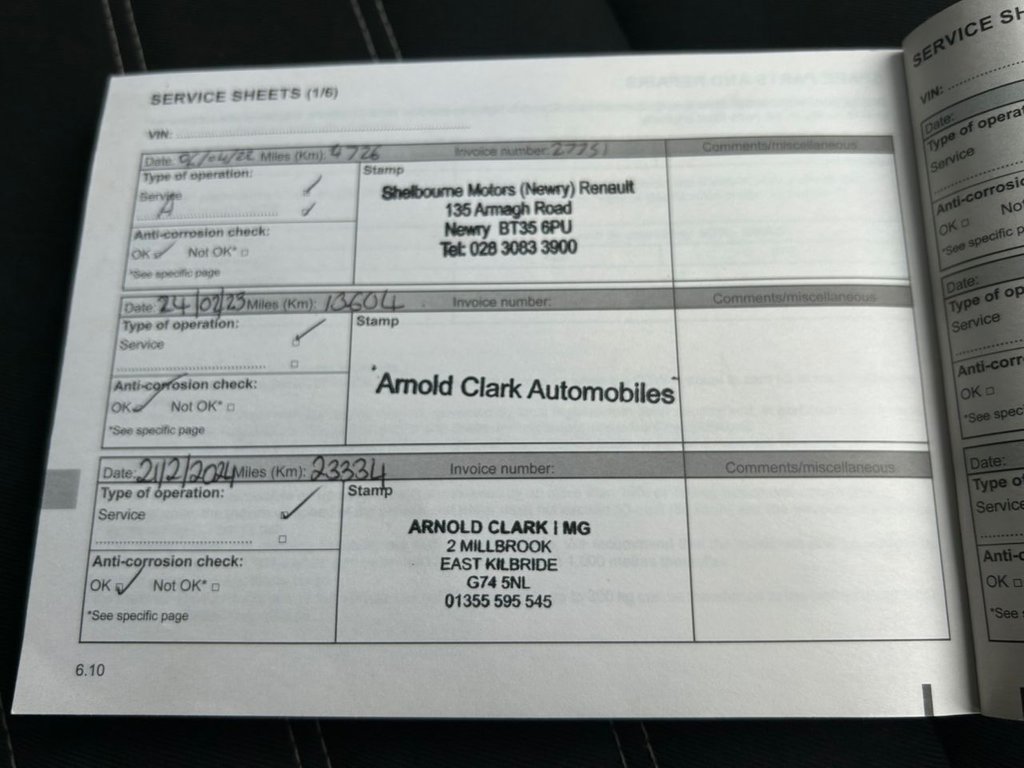 SERVICE SHEETS (1/6)
VIN:
Date: /04/22 Miles (Km): 4726 Invoice number: 27751 Comments/miscellaneous
Type of operation:
Service
A
Anti-corrosion check:
OK Not OK*
*See specific page
Stamp
Shelbourne Motors (Newry) Renault
135 Armagh Road
Newry BT35 6PU
Tel: 028 3083 3900
Date: 24/02/23 Miles (Km): 13604 Invoice number: Comments/miscellaneous
Type of operation:
Service
Anti-corrosion check:
OK Not OK*
*See specific page
Stamp
Arnold Clark Automobiles
Date: 21/2/2024 Miles (Km): 23334 Invoice number: Comments/miscellaneous
Type of operation:
Service
Anti-corrosion check:
OK Not OK*
*See specific page
Stamp
ARNOLD CLARK | MG
2 MILLBROOK
EAST KILBRIDE
G74 5NL
01355 595 545
6.10
SERVICE SH
VIN:
Date:
Type of opera
Service
Anti-corrosio
OK No
*See specific p
Date:
Type of op
Service
Anti-corr
OK
*See spec
Date:
Type o
Service
Anti-c
OK
*See